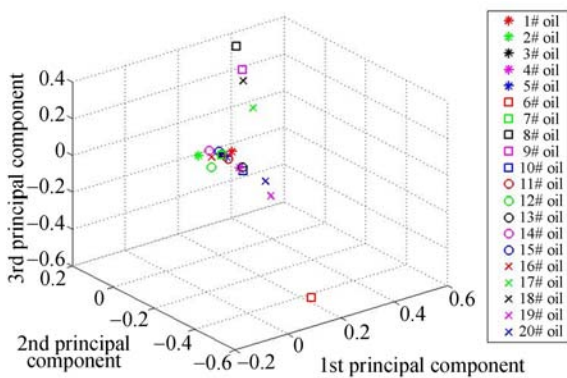 0.4
0.2
0
−0.2
−0.4
−0.6
3rd principal component
0.2
0
−0.2
−0.4
−0.6
2nd principal
component
−0.2
0
0.2
0.4
0.6
1st principal component
1# oil
2# oil
3# oil
4# oil
5# oil
6# oil
7# oil
8# oil
9# oil
10# oil
11# oil
12# oil
13# oil
14# oil
15# oil
16# oil
17# oil
18# oil
19# oil
20# oil